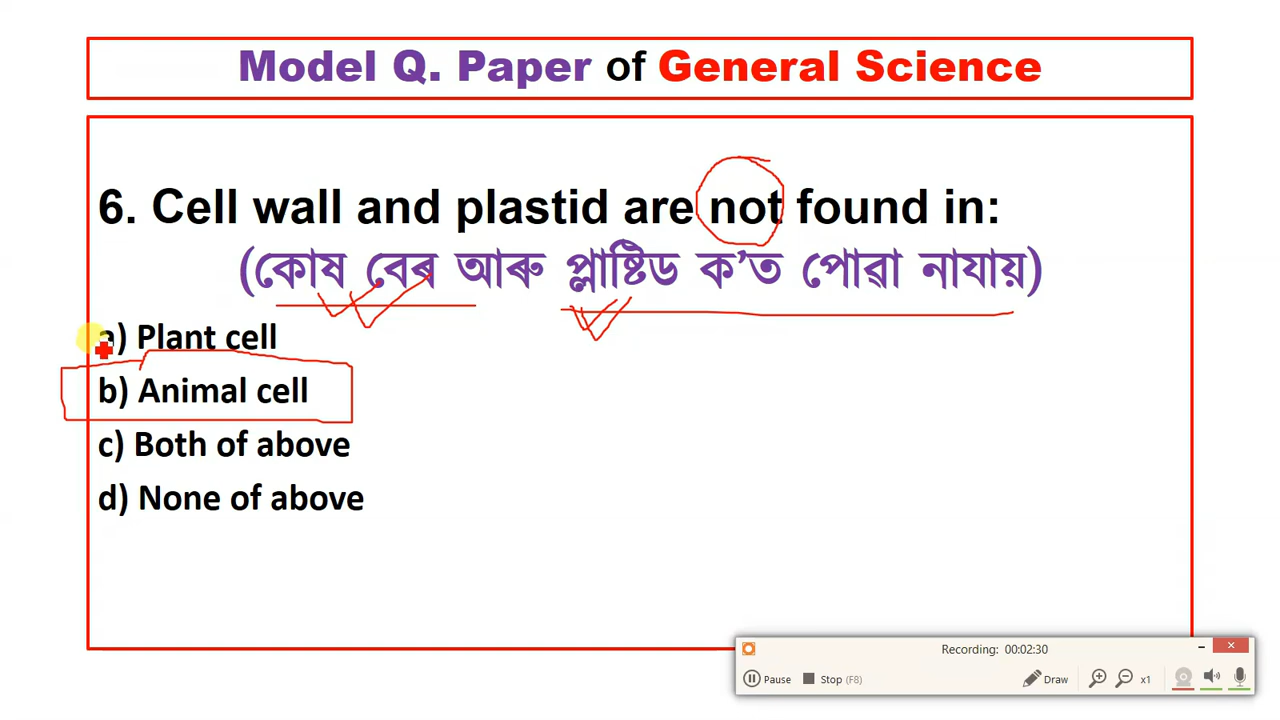 Model Q. Paper of General Science
6. Cell wall and plastid are not found in:
(কোষ বেৰ আৰু প্লাষ্টিড ক’ত পোৱা নাযায়)
a) Plant cell
b) Animal cell
c) Both of above
d) None of above
Recording: 00:02:30
Pause Stop (F8) Draw x1